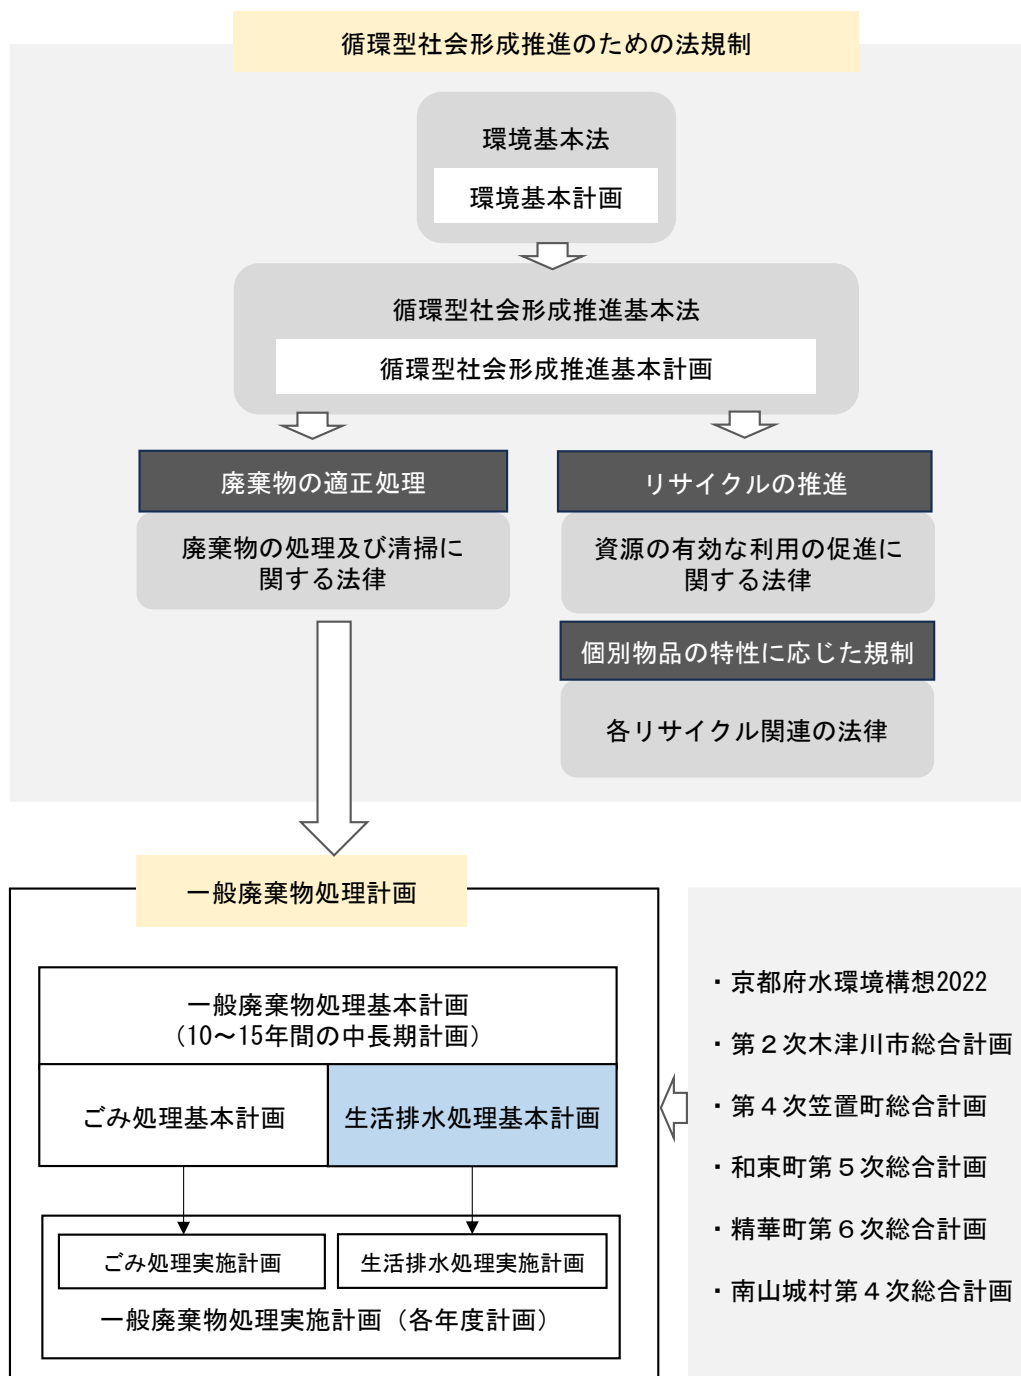 循環型社会形成推進のための法規制
環境基本法
環境基本計画
循環型社会形成推進基本法
循環型社会形成推進基本計画
廃棄物の適正処理
廃棄物の処理及び清掃に
関する法律
リサイクルの推進
資源の有効な利用の促進に
関する法律
個別物品の特性に応じた規制
各リサイクル関連の法律
一般廃棄物処理計画
一般廃棄物処理基本計画
(10～15年間の中長期計画)
ごみ処理基本計画
生活排水処理基本計画
ごみ処理実施計画
生活排水処理実施計画
一般廃棄物処理実施計画（各年度計画）
・京都府水環境構想2022
・第２次木津川市総合計画
・第４次笠置町総合計画
・和束町第５次総合計画
・精華町第６次総合計画
・南山城村第４次総合計画